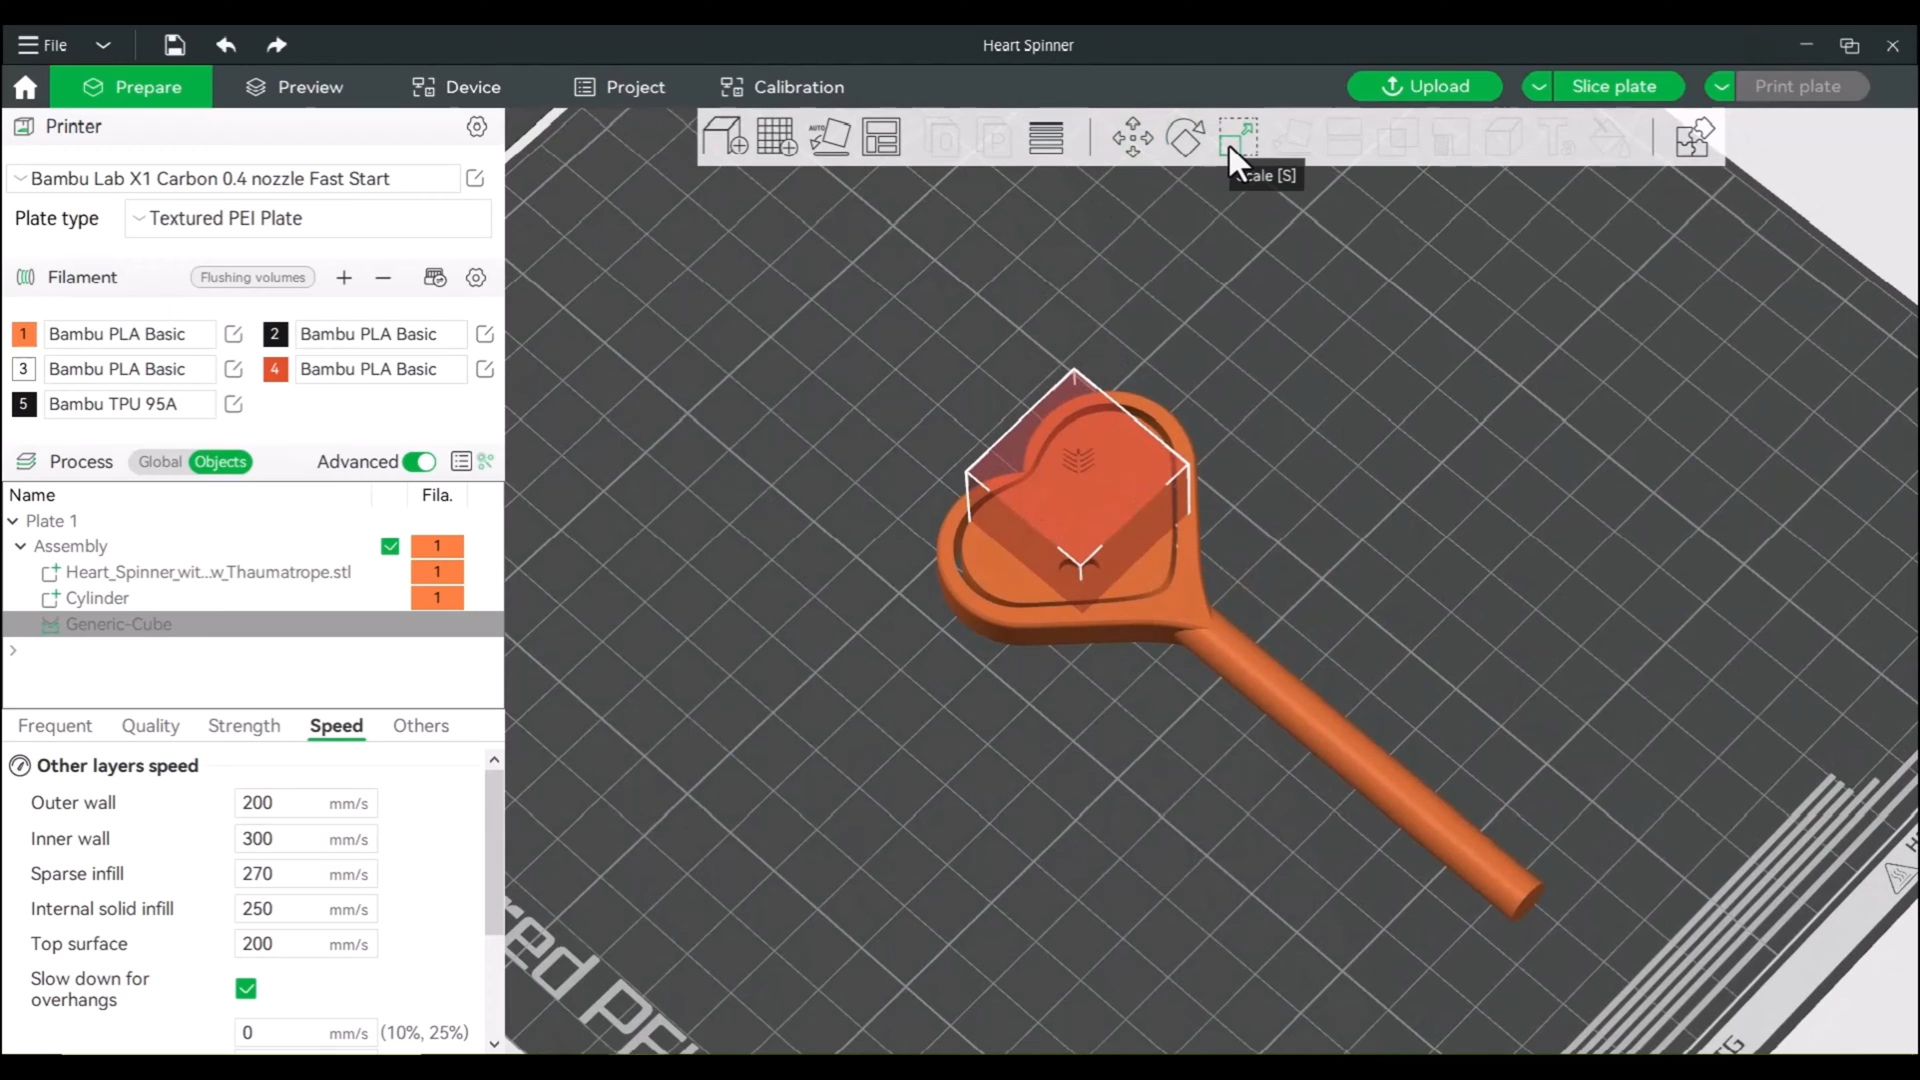 File
Heart Spinner
Prepare
Preview
Device
Project
Calibration
Upload
Slice plate
Print plate
Printer
AUTO
Scale [S]
Bambu Lab X1 Carbon 0.4 nozzle Fast Start
Plate type
Textured PEI Plate
Filament
Flushing volumes
1 Bambu PLA Basic
2 Bambu PLA Basic
3 Bambu PLA Basic
4 Bambu PLA Basic
5 Bambu TPU 95A
Process
Global
Objects
Advanced
Name
Fila.
Plate 1
Assembly
1
Heart_Spinner_wit...w_Thaumatrope.stl
1
Cylinder
1
Generic-Cube
Frequent
Quality
Strength
Speed
Others
Other layers speed
Outer wall 200 mm/s
Inner wall 300 mm/s
Sparse infill 270 mm/s
Internal solid infill 250 mm/s
Top surface 200 mm/s
Slow down for
overhangs
0 mm/s (10%, 25%)